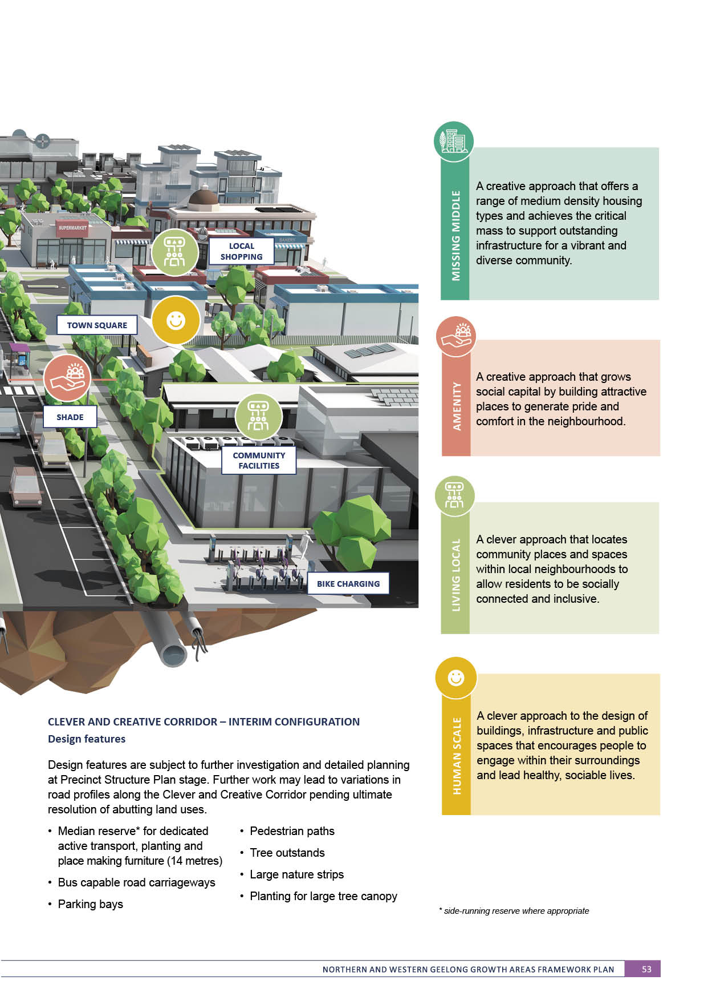 SUPERMARKET
BAKERY
LOCAL
SHOPPING
TOWN SQUARE
SHADE
COMMUNITY
FACILITIES
BIKE CHARGING
MISSING MIDDLE
A creative approach that offers a
range of medium density housing
types and achieves the critical
mass to support outstanding
infrastructure for a vibrant and
diverse community.
AMENITY
A creative approach that grows
social capital by building attractive
places to generate pride and
comfort in the neighbourhood.
LIVING LOCAL
A clever approach that locates
community places and spaces
within local neighbourhoods to
allow residents to be socially
connected and inclusive.
HUMAN SCALE
A clever approach to the design of
buildings, infrastructure and public
spaces that encourages people to
engage within their surroundings
and lead healthy, sociable lives.
CLEVER AND CREATIVE CORRIDOR – INTERIM CONFIGURATION
Design features
Design features are subject to further investigation and detailed planning
at Precinct Structure Plan stage. Further work may lead to variations in
road profiles along the Clever and Creative Corridor pending ultimate
resolution of abutting land uses.
• Median reserve* for dedicated
active transport, planting and
place making furniture (14 metres)
• Bus capable road carriageways
• Parking bays
• Pedestrian paths
• Tree outstands
• Large nature strips
• Planting for large tree canopy
* side-running reserve where appropriate
NORTHERN AND WESTERN GEELONG GROWTH AREAS FRAMEWORK PLAN 53